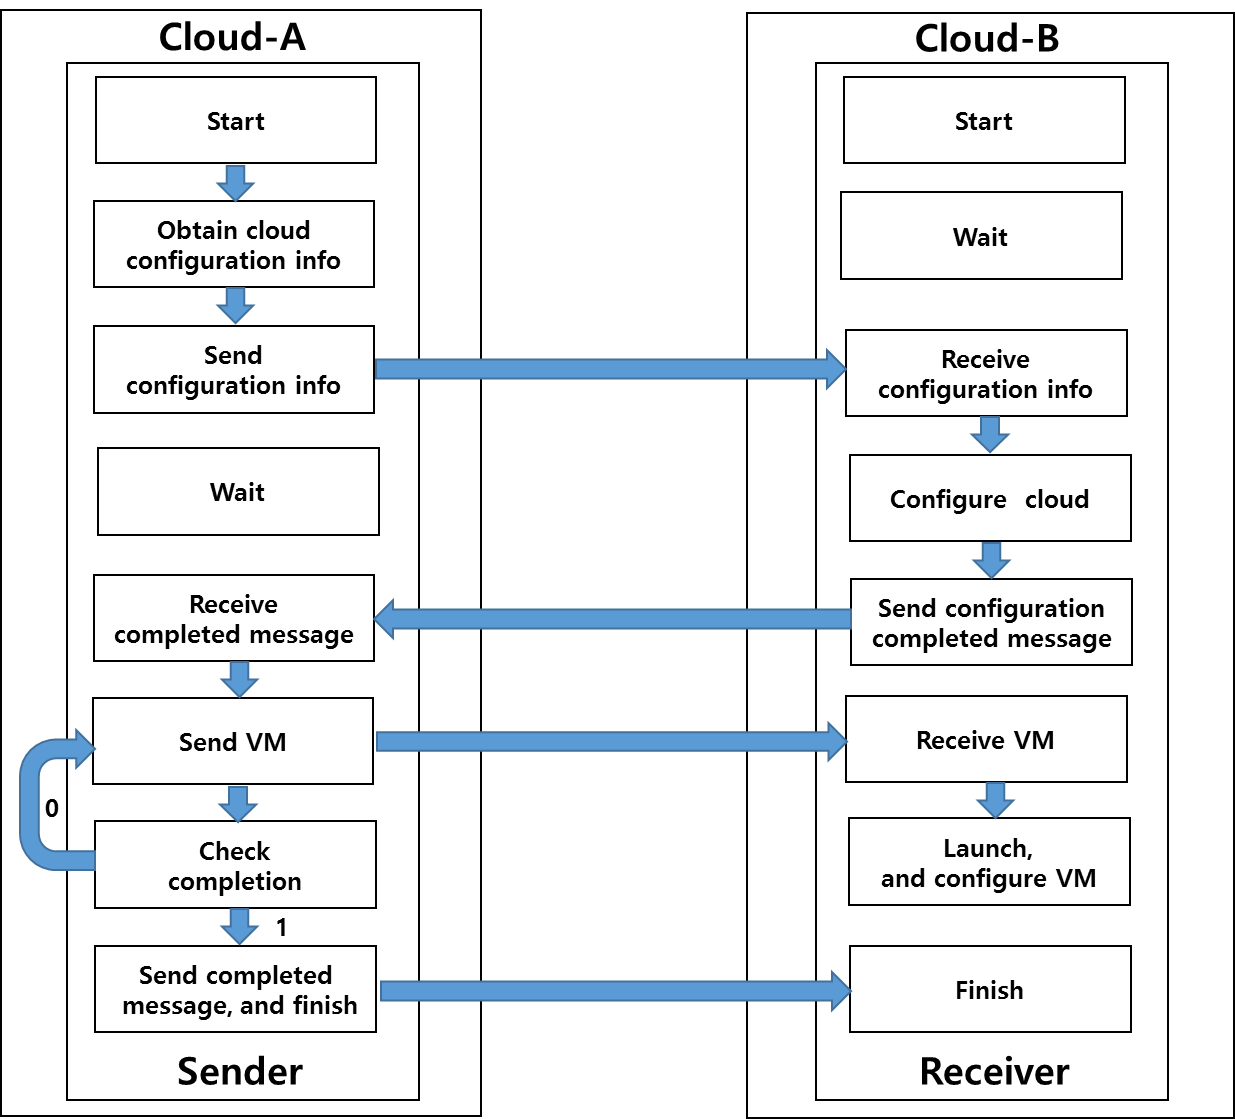 Cloud-A
Start
Obtain cloud
configuration info
Send
configuration info
Wait
Receive
completed message
Send VM
0
Check
completion
1
Send completed
message, and finish
Sender
Cloud-B
Start
Wait
Receive
configuration info
Configure cloud
Send configuration
completed message
Receive VM
Launch,
and configure VM
Finish
Receiver